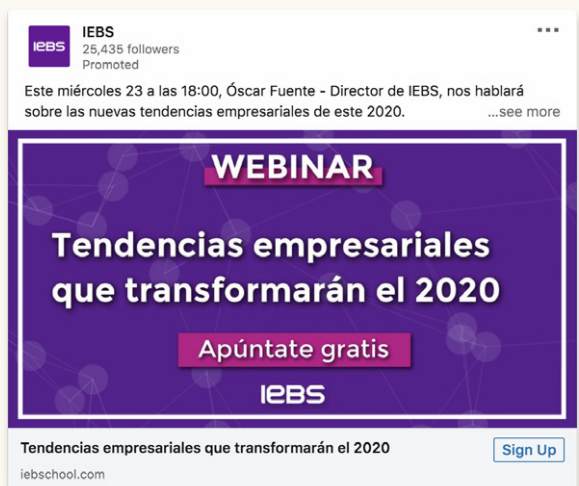 IEBS
IEBS
25,435 followers
Promoted
Este miércoles 23 a las 18:00, Óscar Fuente - Director de IEBS, nos hablará
sobre las nuevas tendencias empresariales de este 2020. ...see more
WEBINAR
Tendencias empresariales
que transformarán el 2020
Apúntate gratis
IEBS
Tendencias empresariales que transformarán el 2020
Sign Up
iebschool.com